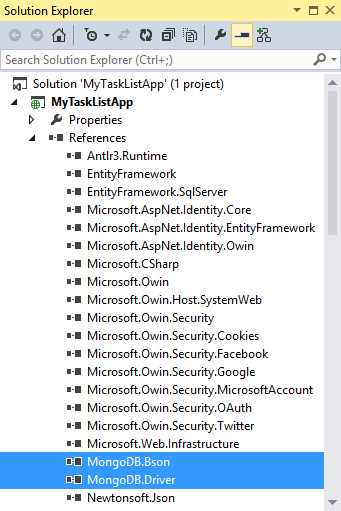 Solution Explorer
Search Solution Explorer (Ctrl+;)
Solution 'MyTaskListApp' (1 project)
MyTaskListApp
Properties
References
Antlr3.Runtime
EntityFramework
EntityFramework.SqlServer
Microsoft.AspNet.Identity.Core
Microsoft.AspNet.Identity.EntityFramework
Microsoft.AspNet.Identity.Owin
Microsoft.CSharp
Microsoft.Owin
Microsoft.Owin.Host.SystemWeb
Microsoft.Owin.Security
Microsoft.Owin.Security.Cookies
Microsoft.Owin.Security.Facebook
Microsoft.Owin.Security.Google
Microsoft.Owin.Security.MicrosoftAccount
Microsoft.Owin.Security.OAuth
Microsoft.Owin.Security.Twitter
Microsoft.Web.Infrastructure
MongoDB.Bson
MongoDB.Driver
Newtonsoft.Json